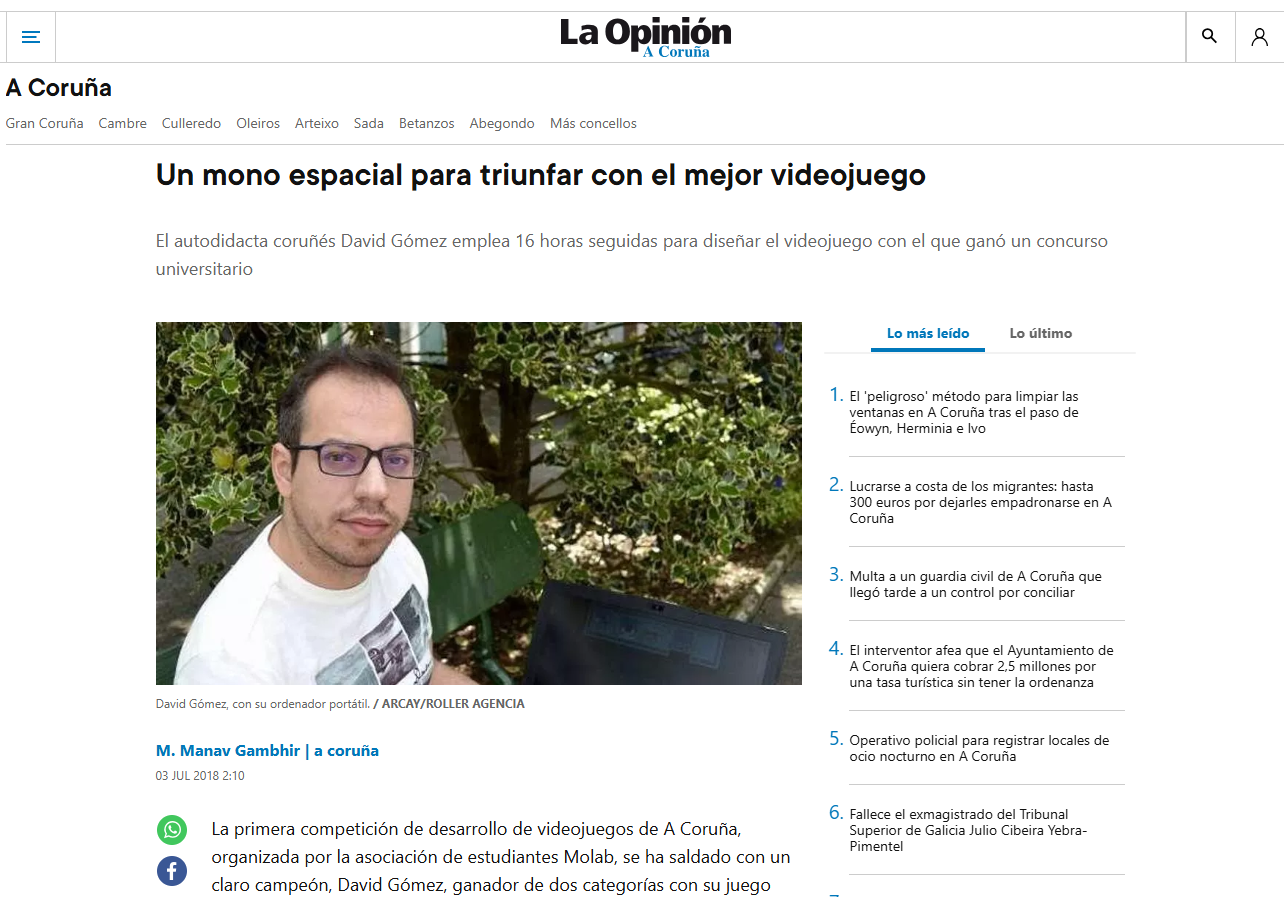 La Opinión
A Coruña
A Coruña
Gran Coruña Cambre Culleredo Oleiros Arteixo Sada Betanzos Abegondo Más concellos
Un mono espacial para triunfar con el mejor videojuego
El autodidacta coruñés David Gómez emplea 16 horas seguidas para diseñar el videojuego con el que ganó un concurso
universitario
David Gómez, con su ordenador portátil. / ARCAY/ROLLER AGENCIA
M. Manav Gambhir | a coruña
03 JUL 2018 2:10
La primera competición de desarrollo de videojuegos de A Coruña,
organizada por la asociación de estudiantes Molab, se ha saldado con un
claro campeón, David Gómez, ganador de dos categorías con su juego
Lo más leído Lo último
1. El 'peligroso' método para limpiar las
ventanas en A Coruña tras el paso de
Éowyn, Herminia e Ivo
2. Lucrarse a costa de los migrantes: hasta
300 euros por dejarles empadronarse en A
Coruña
3. Multa a un guardia civil de A Coruña que
llegó tarde a un control por conciliar
4. El interventor afea que el Ayuntamiento de
A Coruña quiera cobrar 2,5 millones por
una tasa turística sin tener la ordenanza
5. Operativo policial para registrar locales de
ocio nocturno en A Coruña
6. Fallece el exmagistrado del Tribunal
Superior de Galicia Julio Cibeira Yebra-
Pimentel